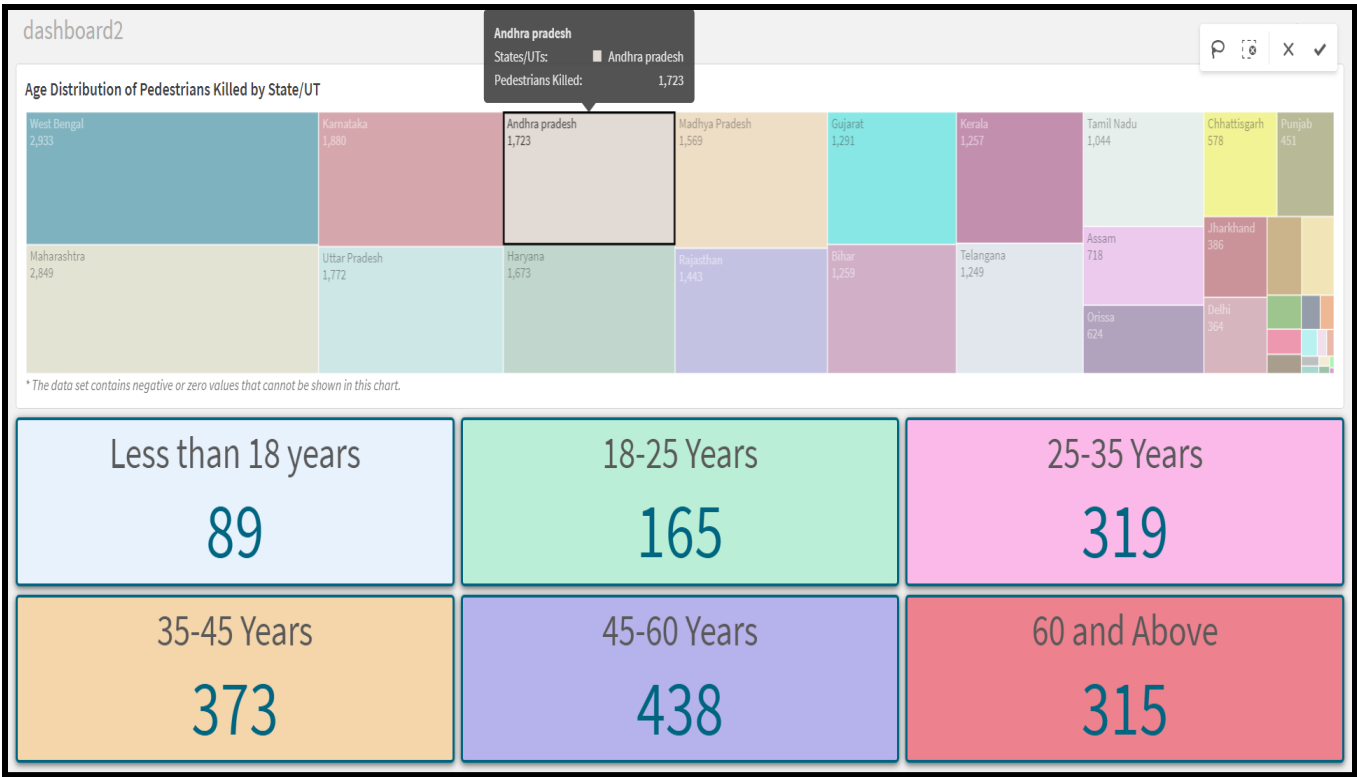 dashboard2
Andhra pradesh
States/UTs: Andhra pradesh
Pedestrians Killed: 1,723
Age Distribution of Pedestrians Killed by State/UT
West Bengal
2,933
Karnataka
1,880
Andhra pradesh
1,723
Madhya Pradesh
1,569
Gujarat
1,291
Kerala
1,257
Tamil Nadu
1,044
Chhattisgarh
578
Punjab
451
Maharashtra
2,849
Uttar Pradesh
1,772
Haryana
1,673
Rajasthan
1,443
Bihar
1,259
Telangana
1,249
Assam
718
Orissa
624
Jharkhand
386
Delhi
364
* The data set contains negative or zero values that cannot be shown in this chart.
Less than 18 years
89
18-25 Years
165
25-35 Years
319
35-45 Years
373
45-60 Years
438
60 and Above
315